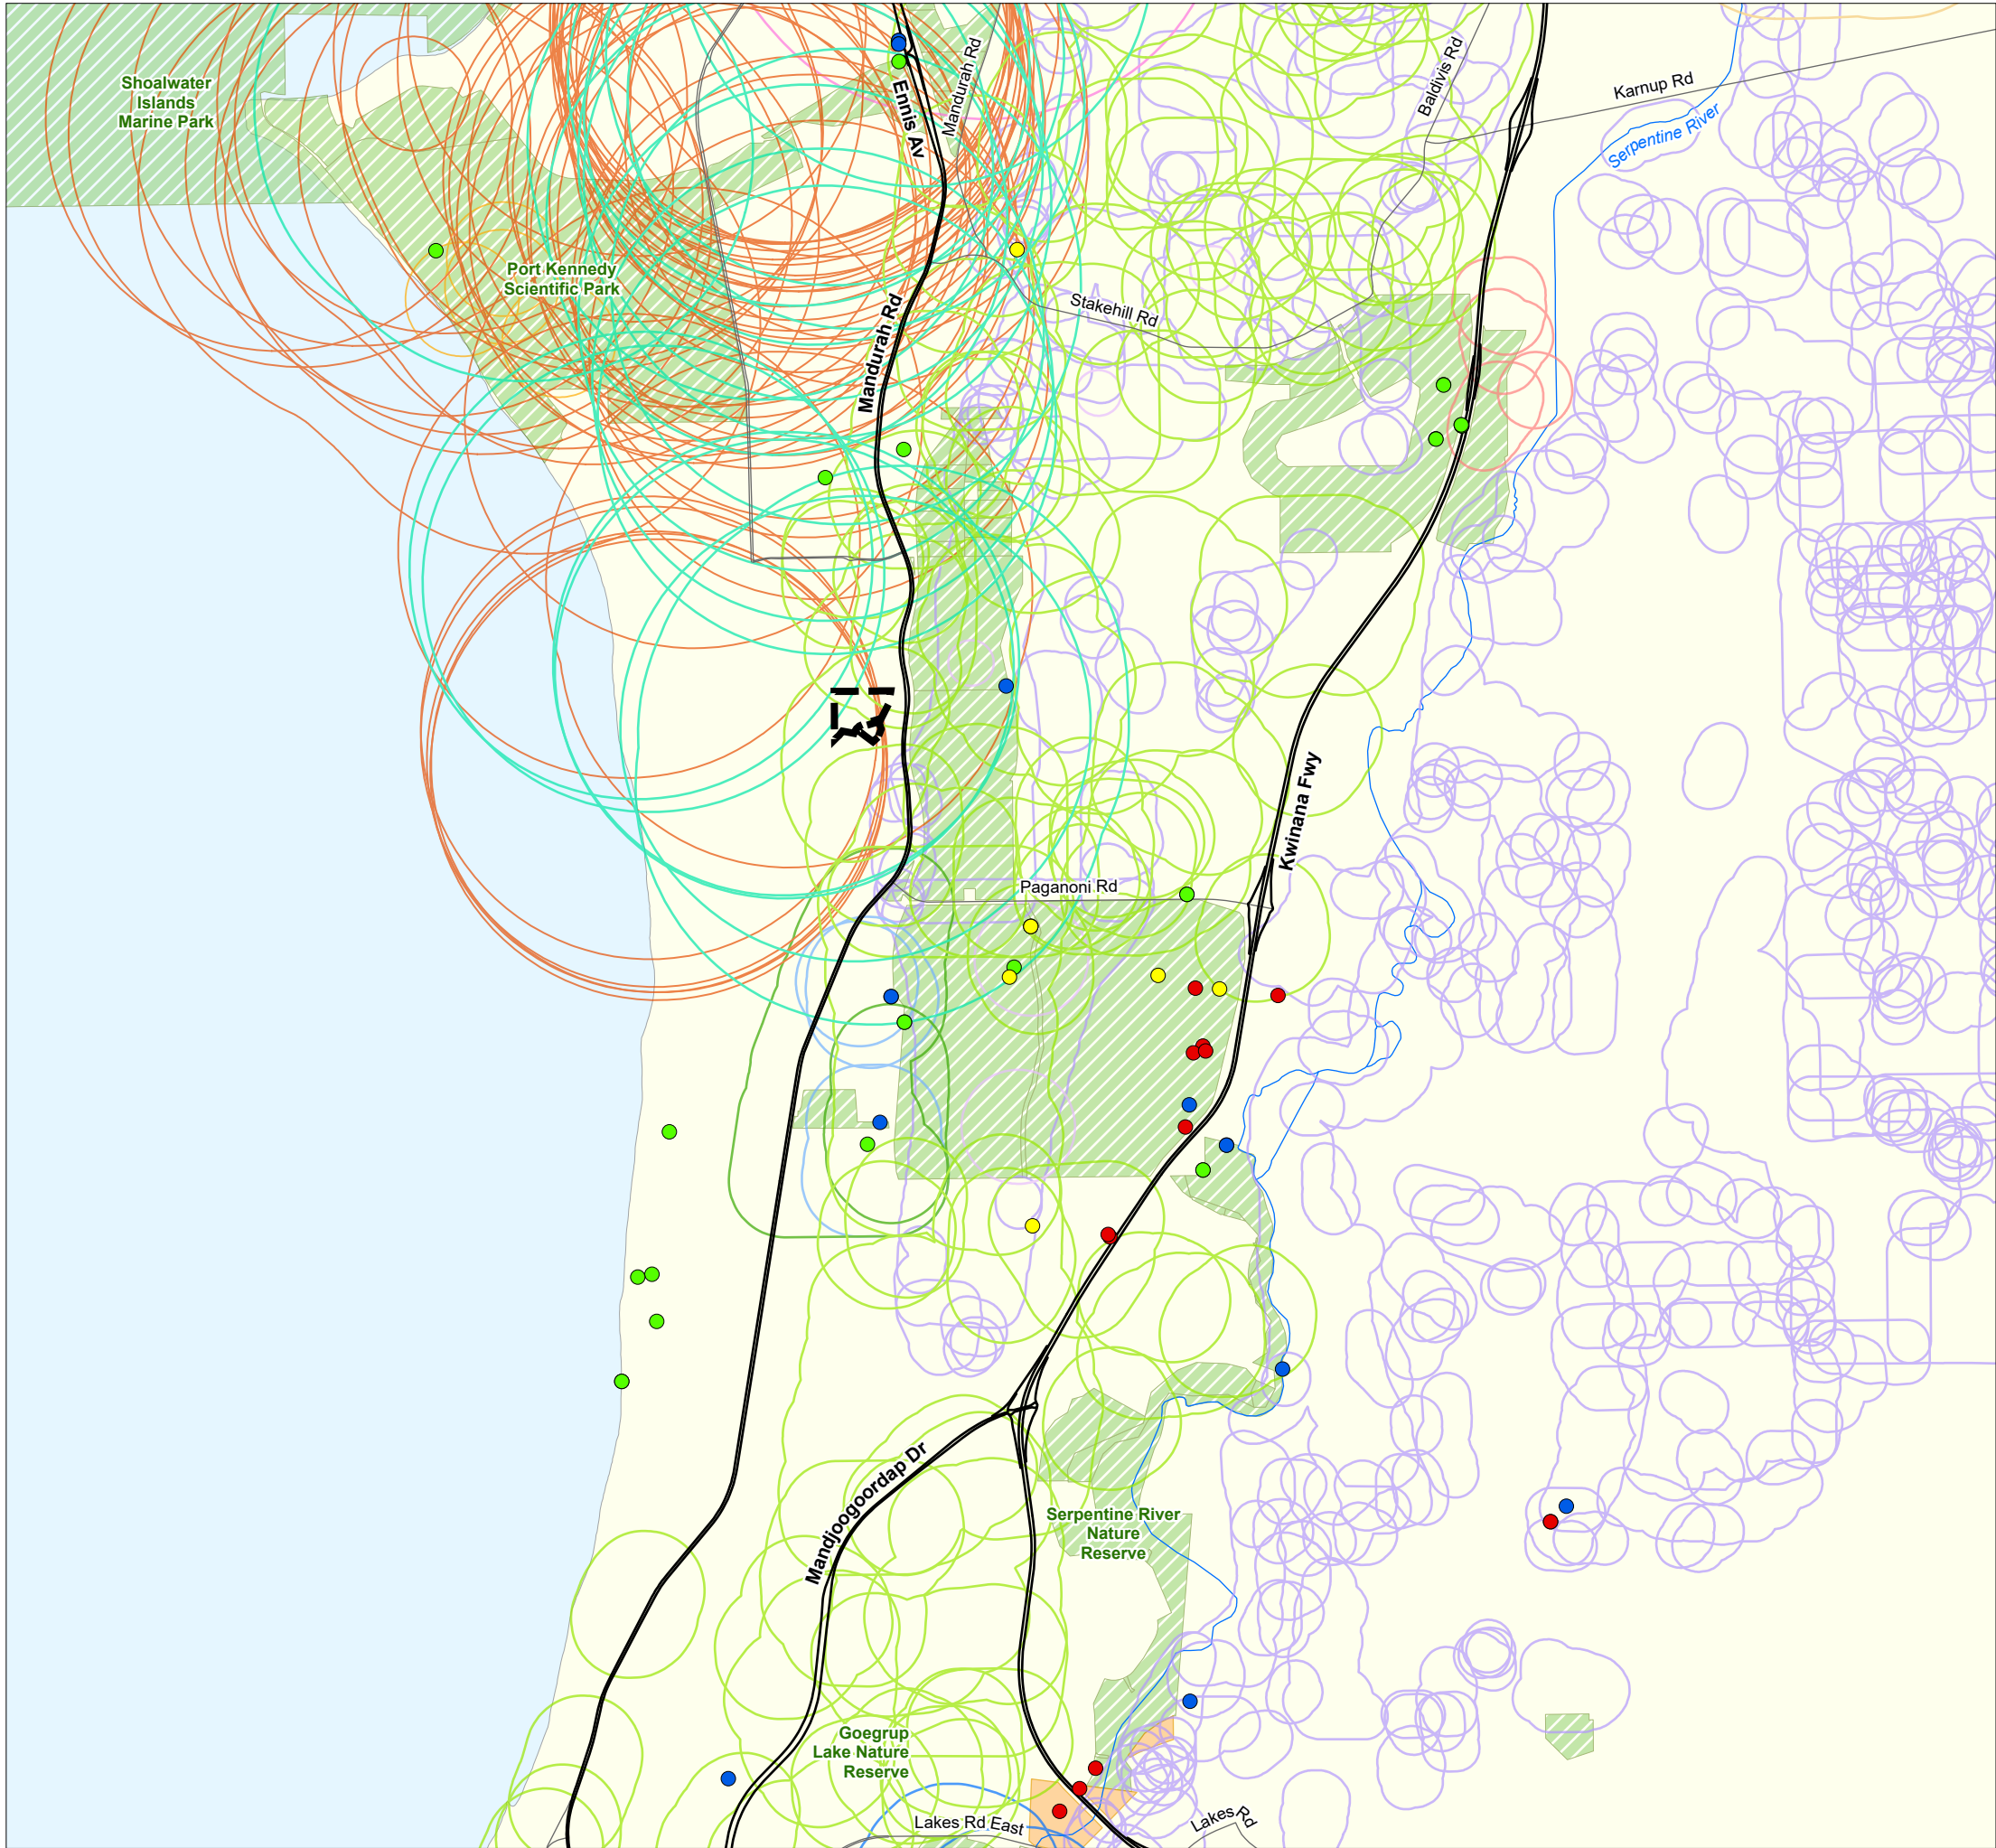 Shoalwater
Islands
Marine Park
Ennis Av
Mandurah Rd
Baldivis Rd
Karnup Rd
Serpentine River
Port Kennedy
Scientific Park
Stakehill Rd
Mandurah Rd
Kwinana Fwy
Paganoni Rd
Mandjoogoordap Dr
Serpentine River
Nature
Reserve
Goegrup
Lake Nature
Reserve
Lakes Rd East
Lakes Rd